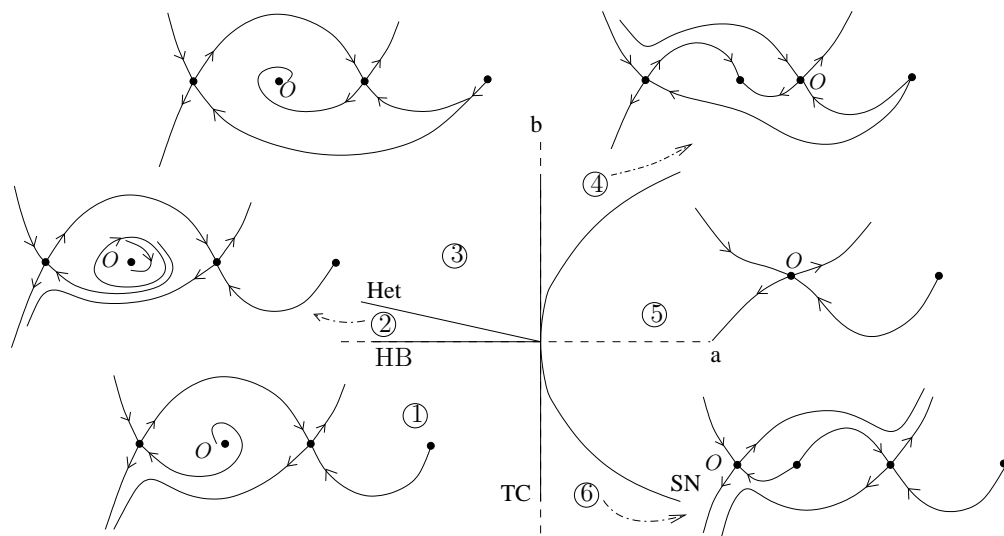 O
b
O
④
O
③
Het
②
HB
⑤
a
O
①
O
TC
⑥
SN
O